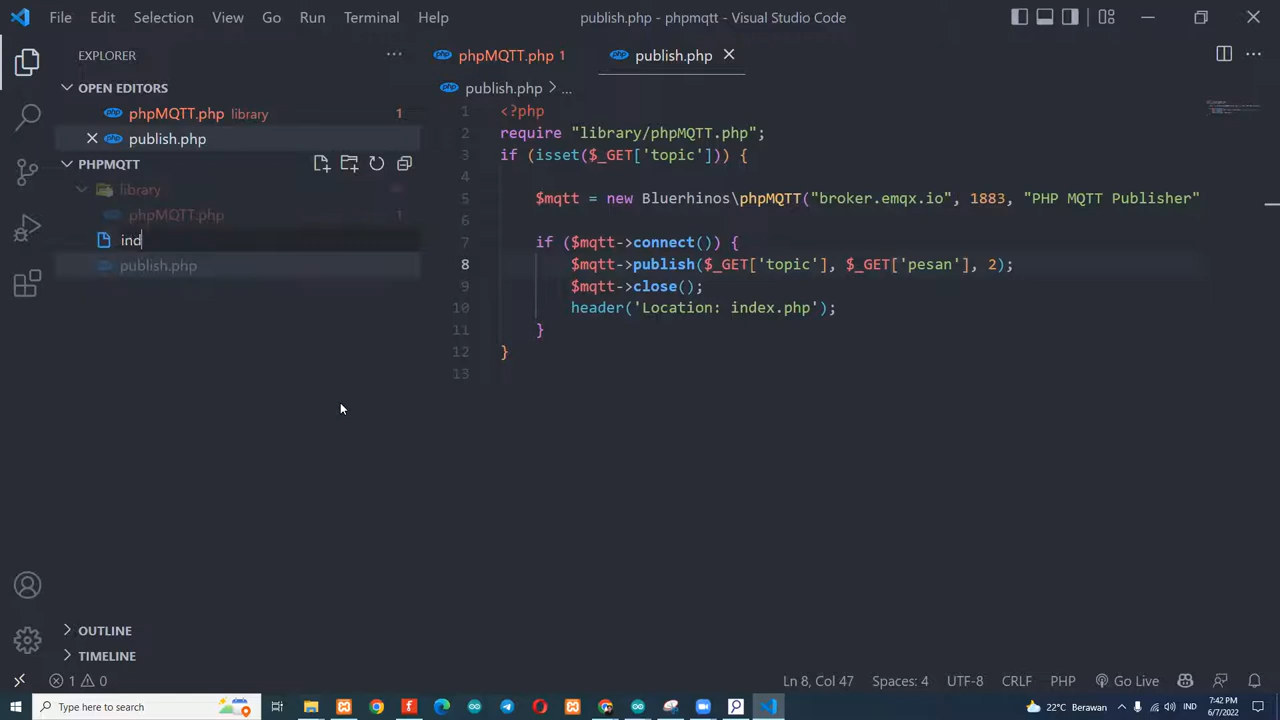 File Edit Selection View Go Run Terminal Help
publish.php - phpmqtt - Visual Studio Code
EXPLORER
OPEN EDITORS
phpMQTT.php library 1
publish.php
PHPMQTT
library
phpMQTT.php 1
ind
publish.php
OUTLINE
TIMELINE
php phpMQTT.php 1
php publish.php
php publish.php > ...
1 <?php
2 require "library/phpMQTT.php";
3 if (isset($_GET['topic'])) {
4
5 $mqtt = new Bluerhinos\phpMQTT("broker.emqx.io", 1883, "PHP MQTT Publisher"
6
7 if ($mqtt->connect()) {
8 $mqtt->publish($_GET['topic'], $_GET['pesan'], 2);
9 $mqtt->close();
10 header('Location: index.php');
11 }
12 }
13
1 0
Ln 8, Col 47 Spaces: 4 UTF-8 CRLF PHP Go Live
Type here to search
22°C Berawan IND
7:42 PM
6/7/2022